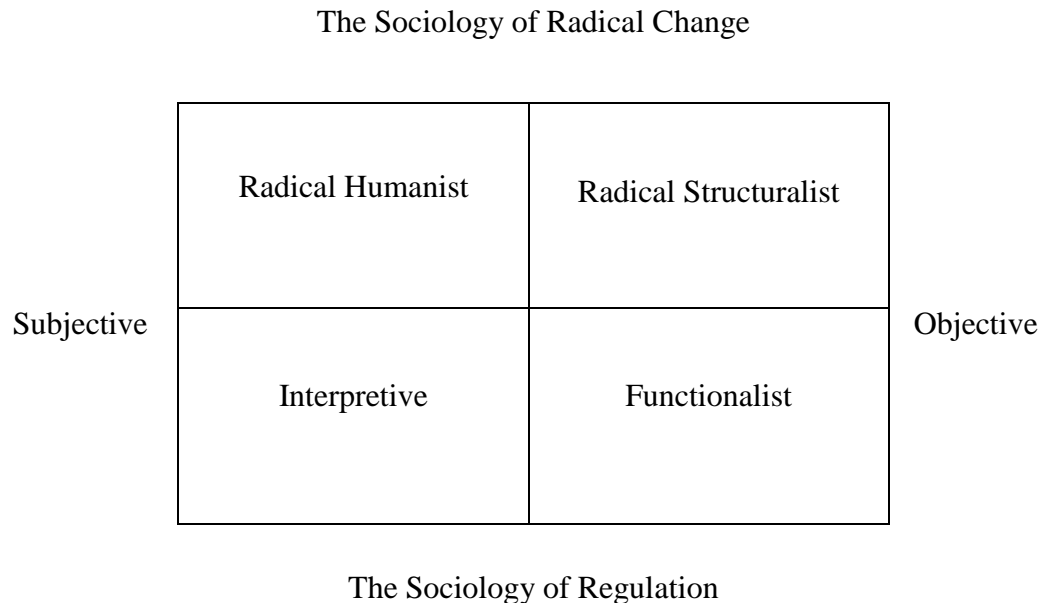 The Sociology of Radical Change
Radical Humanist
Radical Structuralist
Subjective
Objective
Interpretive
Functionalist
The Sociology of Regulation